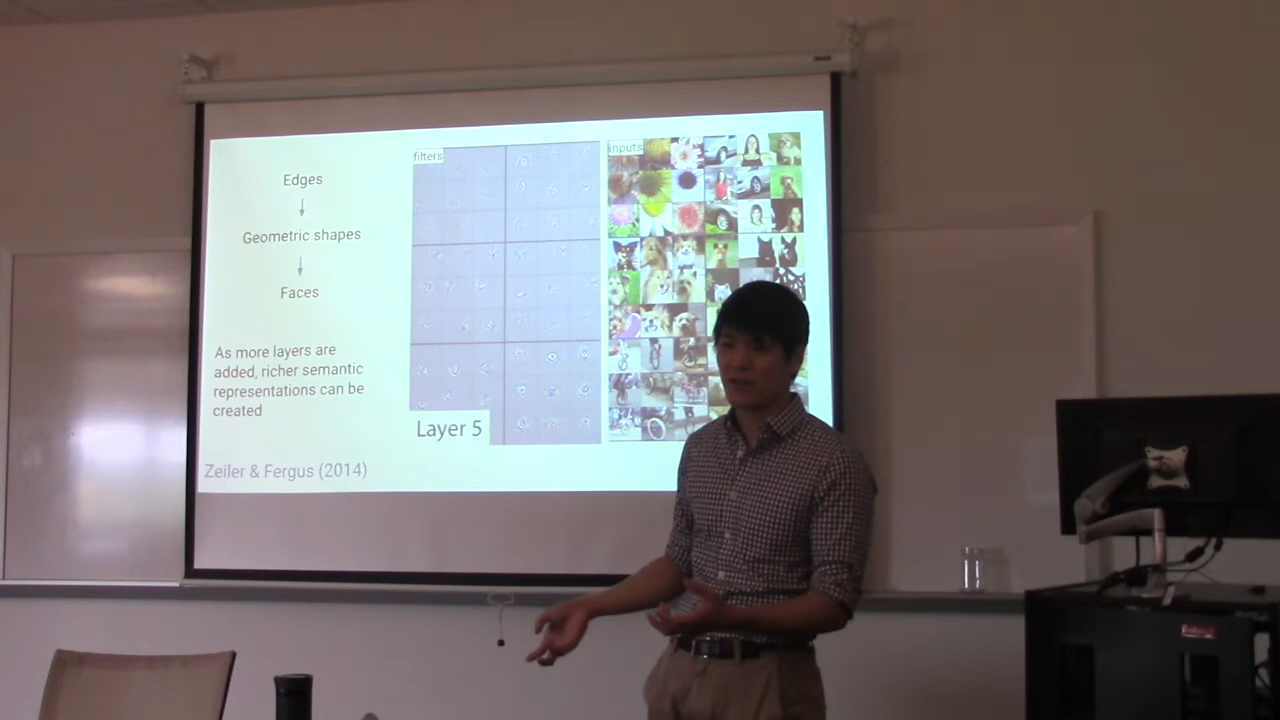 Edges
Geometric shapes
Faces
As more layers are
added, richer semantic
representations can be
created
Zeiler & Fergus (2014)
filters
Layer 5
inputs